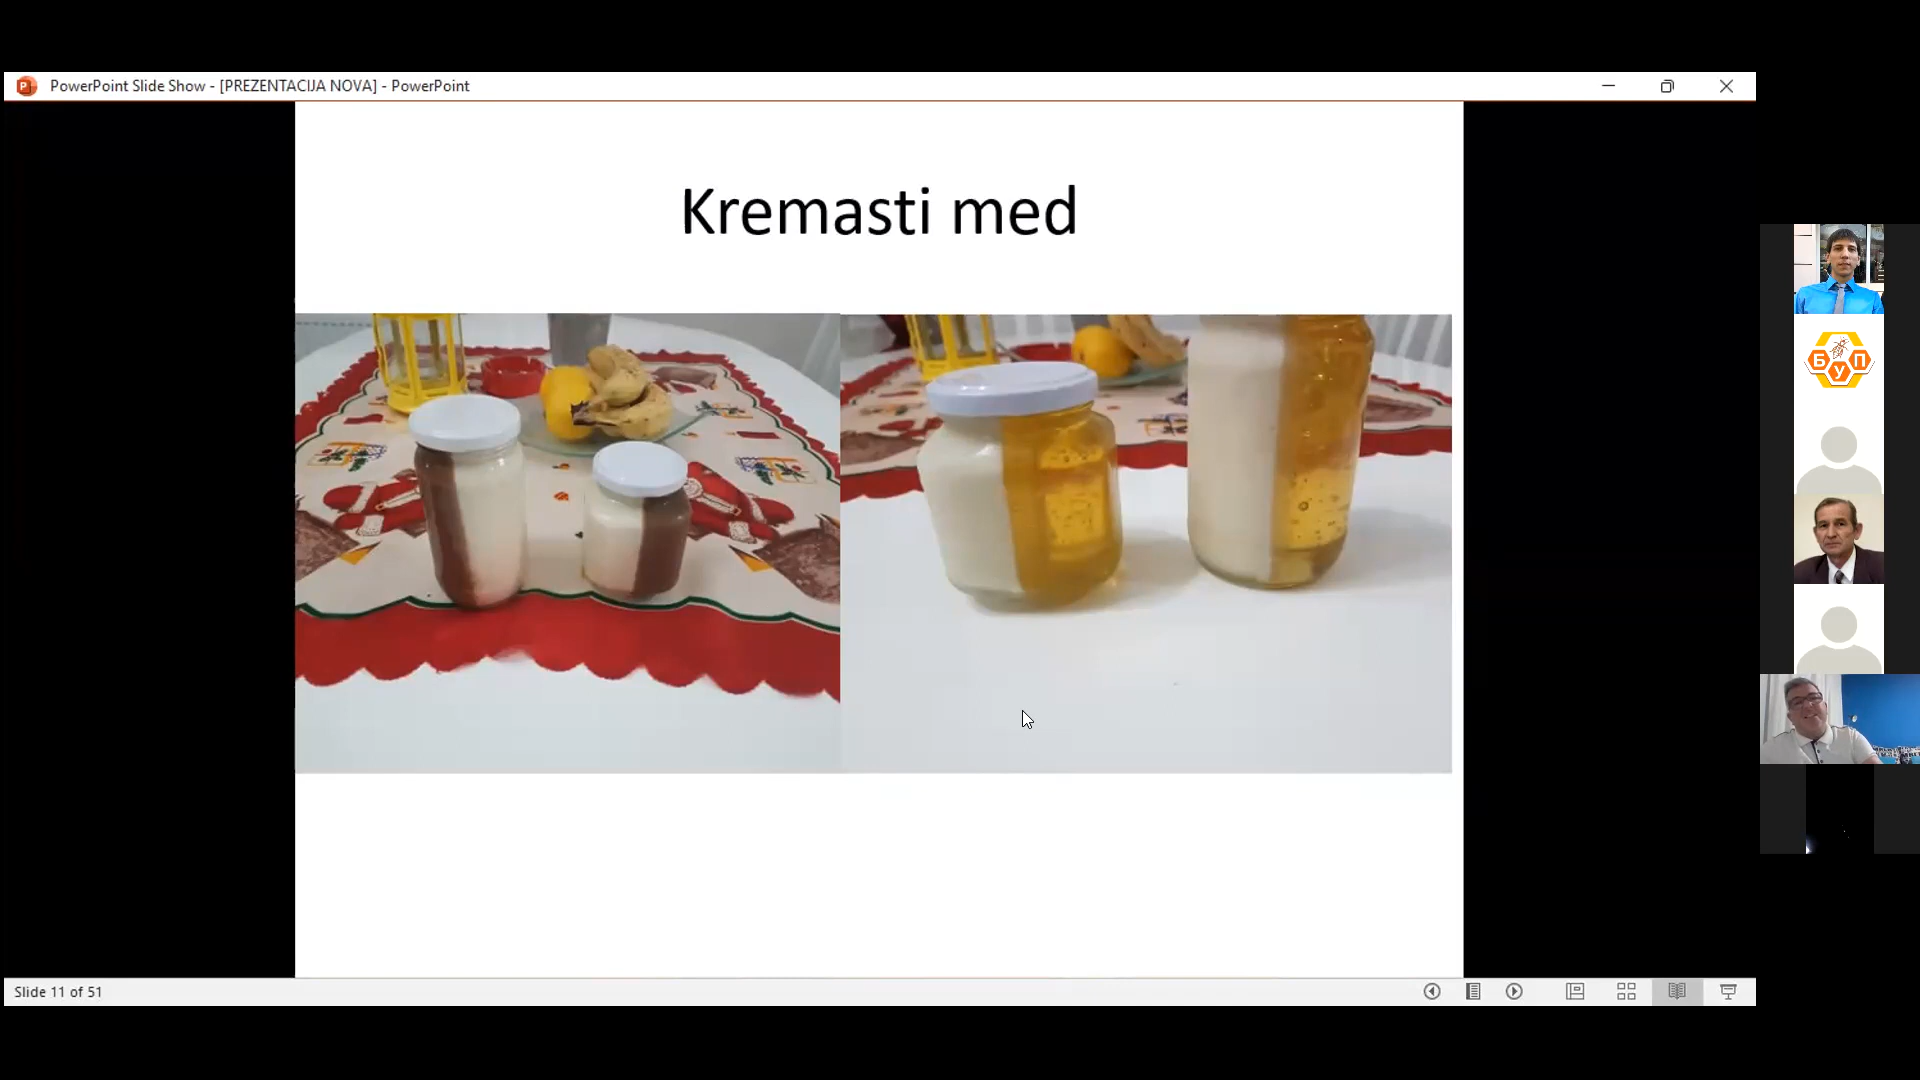 PowerPoint Slide Show - [PREZENTACIJA NOVA] - PowerPoint
Kremasti med
Б У П
Slide 11 of 51